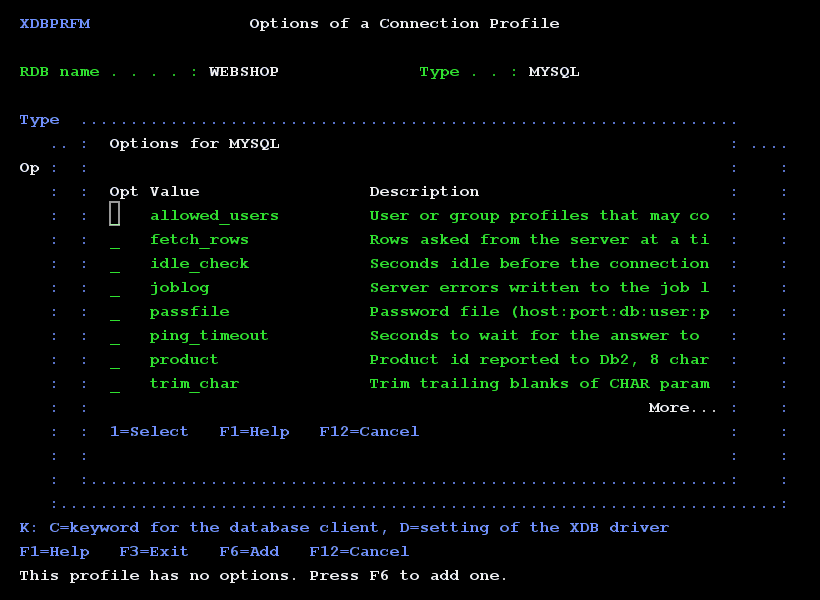 XDBPRFM Options of a Connection Profile
RDB name . . . . : WEBSHOP Type . . : MYSQL
Type .................................................................
.. : Options for MYSQL : ....
Op : : : :
: : Opt Value Description : :
: : allowed_users User or group profiles that may co : :
: : _ fetch_rows Rows asked from the server at a ti : :
: : _ idle_check Seconds idle before the connection : :
: : _ joblog Server errors written to the job l : :
: : _ passfile Password file (host:port:db:user:p : :
: : _ ping_timeout Seconds to wait for the answer to : :
: : _ product Product id reported to Db2, 8 char : :
: : _ trim_char Trim trailing blanks of CHAR param : :
: : More... : :
: : 1=Select F1=Help F12=Cancel : :
: : : :
: :................................................................: :
:........................................................................:
K: C=keyword for the database client, D=setting of the XDB driver
F1=Help F3=Exit F6=Add F12=Cancel
This profile has no options. Press F6 to add one.